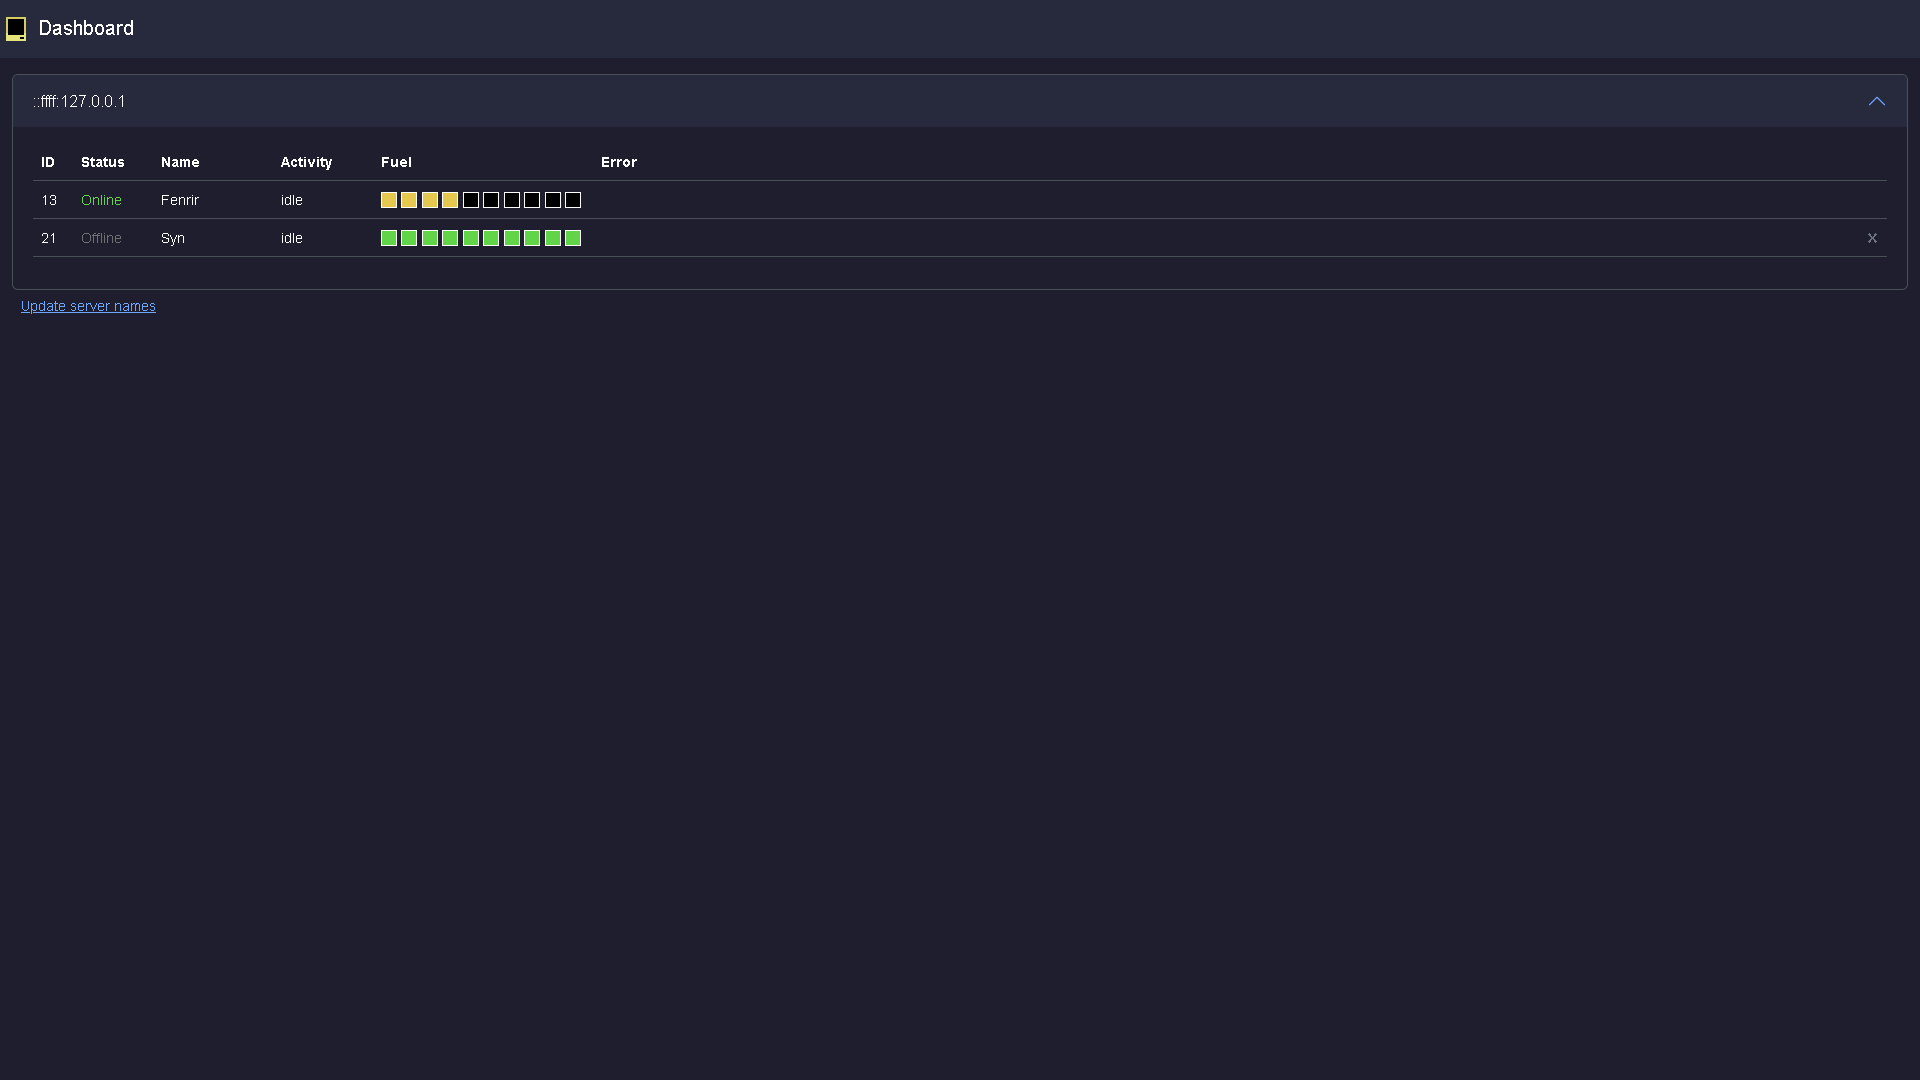 Dashboard
::ffff:127.0.0.1
ID Status Name Activity Fuel Error
13 Online Fenrir idle
21 Offline Syn idle X
Update server names